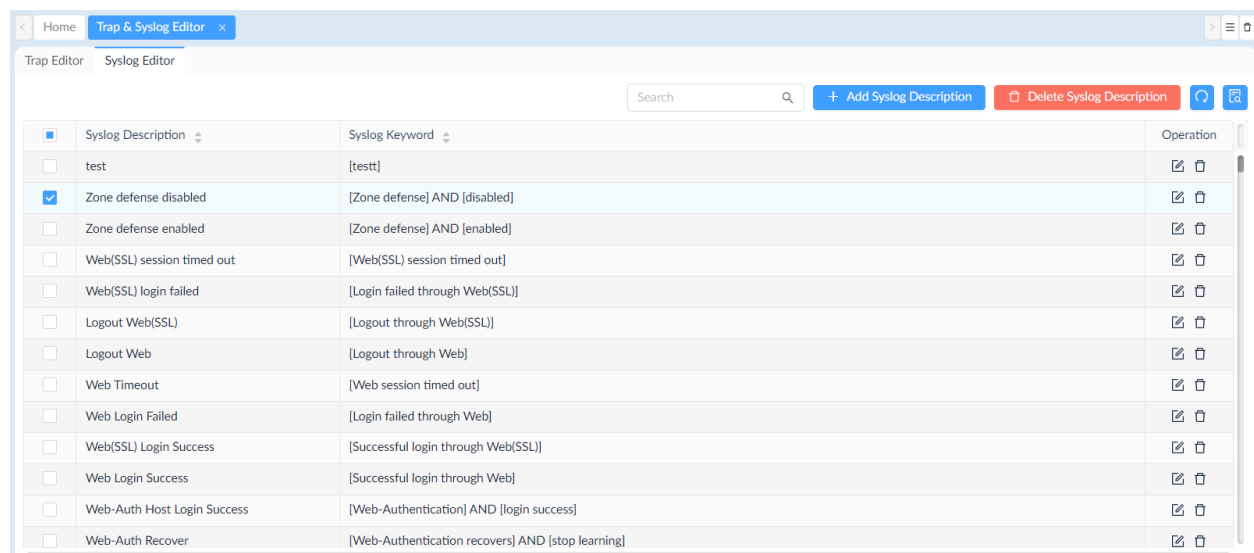 Home Trap & Syslog Editor ×
Trap Editor Syslog Editor
Search + Add Syslog Description Delete Syslog Description
Syslog Description Syslog Keyword Operation
test [testt]
Zone defense disabled [Zone defense] AND [disabled]
Zone defense enabled [Zone defense] AND [enabled]
Web(SSL) session timed out [Web(SSL) session timed out]
Web(SSL) login failed [Login failed through Web(SSL)]
Logout Web(SSL) [Logout through Web(SSL)]
Logout Web [Logout through Web]
Web Timeout [Web session timed out]
Web Login Failed [Login failed through Web]
Web(SSL) Login Success [Successful login through Web(SSL)]
Web Login Success [Successful login through Web]
Web-Auth Host Login Success [Web-Authentication] AND [login success]
Web-Auth Recover [Web-Authentication recovers] AND [stop learning]